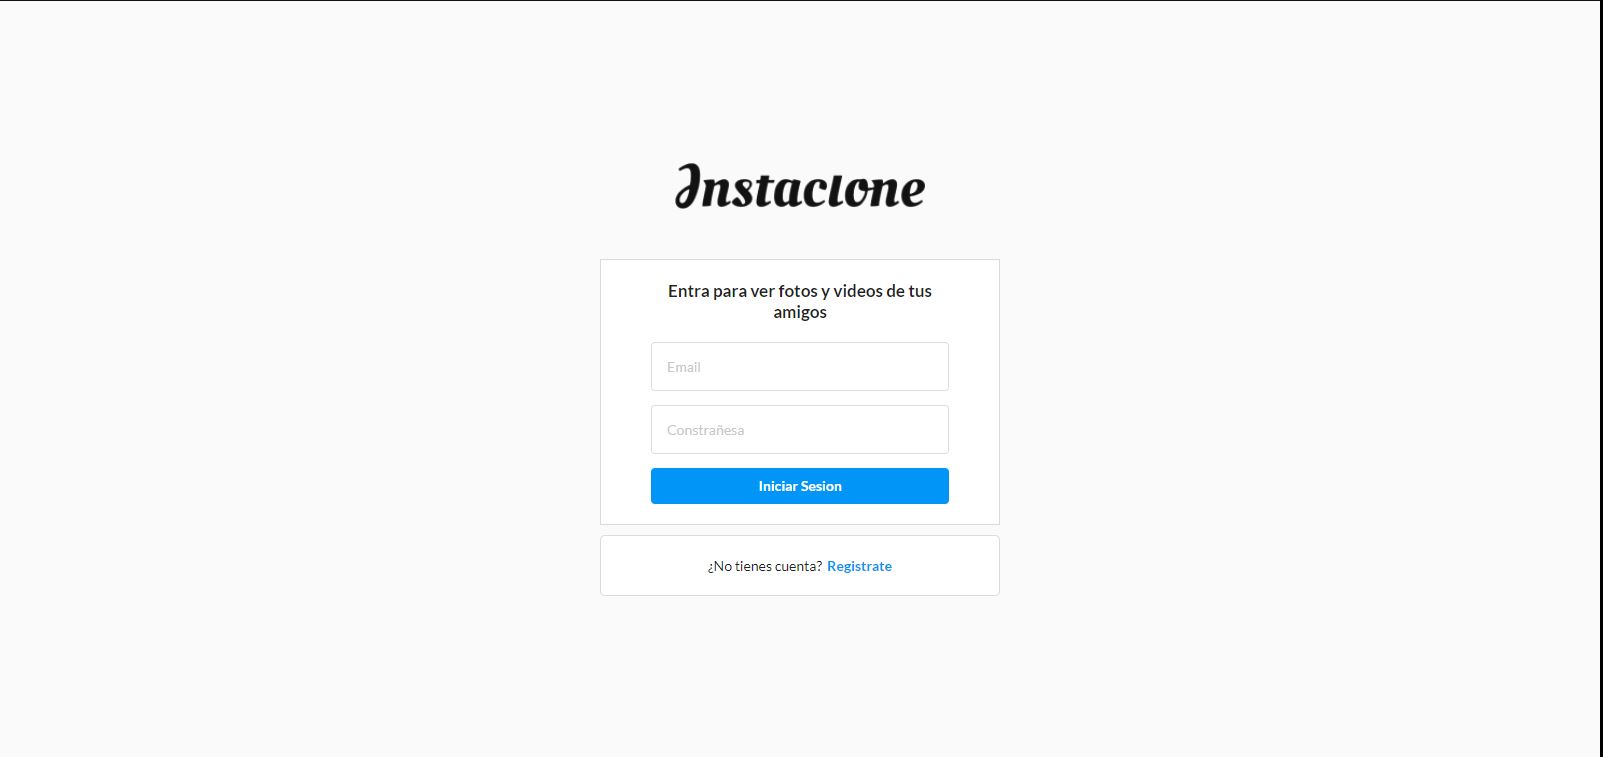 Instaclone
Entra para ver fotos y videos de tus
amigos
Email
Constrañesa
Iniciar Sesion
¿No tienes cuenta? Registrate